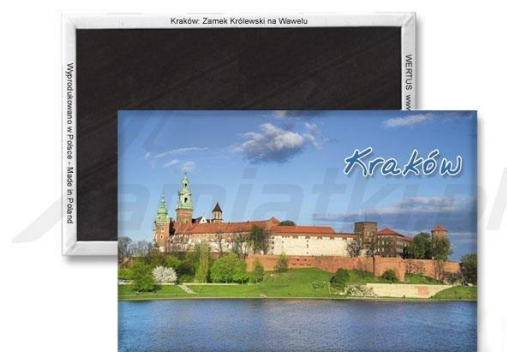 Kraków: Zamek Królewski na Wawelu
WERTUS
Wyprodukowano w Polsce - Made in Poland
Kraków